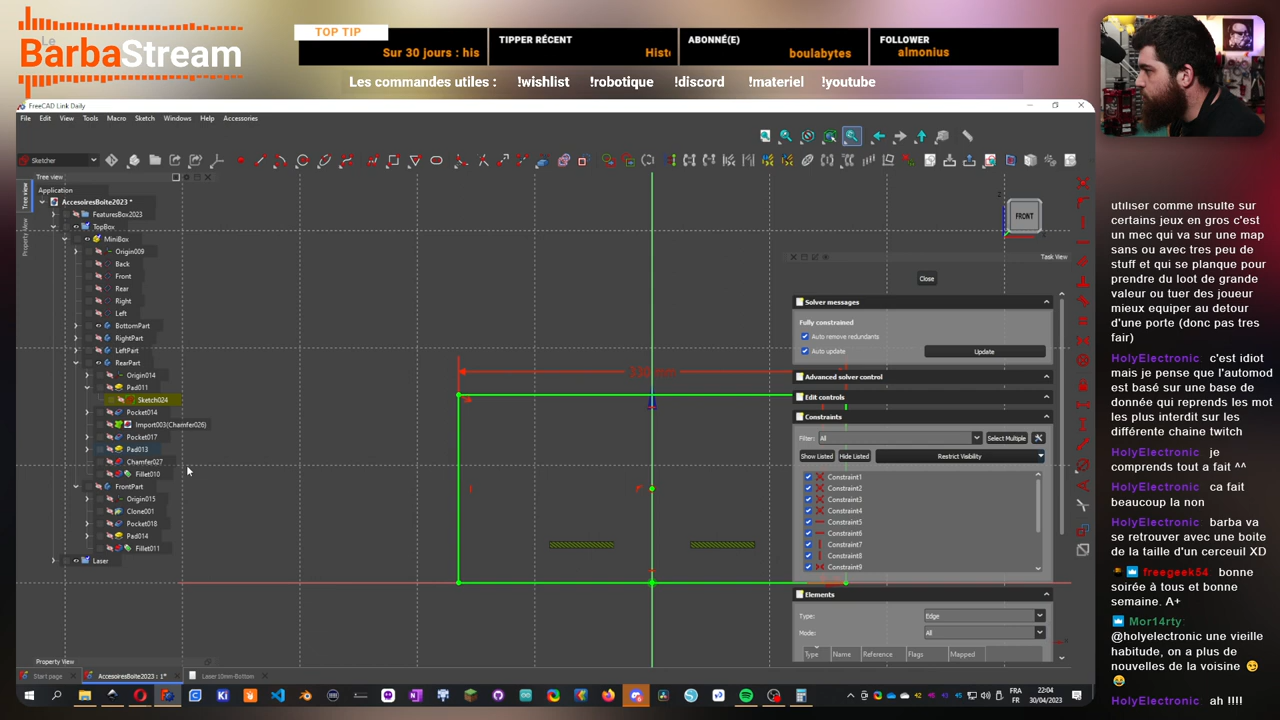 Le
BarbaStream
TOP TIP
Sur 30 jours : his
TIPPER RÉCENT
Histo
ABONNÉ(E)
boulabytes
FOLLOWER
almonius
Les commandes utiles : !wishlist !robotique !discord !materiel !youtube
FreeCAD Link Daily
File Edit View Tools Macro Sketch Windows Help Accessories
Sketcher
Tree view
Application
AccesoiresBoite2023 *
FeaturesBox2023
TopBox
MiniBox
Origin009
Back
Front
Rear
Right
Left
BottomPart
RightPart
LeftPart
RearPart
Origin014
Pad011
Sketch024
Pocket014
Import003(Chamfer026)
Pocket017
Pad013
Chamfer027
Fillet010
FrontPart
Origin015
Clone001
Pocket018
Pad014
Fillet011
Laser
Tree view
Property View
330 mm
FRONT
Task View
Close
Solver messages
Fully constrained
Auto remove redundants
Auto update
Update
Advanced solver control
Edit controls
Constraints
Filter: All
Select Multiple
Show Listed
Hide Listed
Restrict Visibility
Constraint1
Constraint2
Constraint3
Constraint4
Constraint5
Constraint6
Constraint7
Constraint8
Constraint9
Elements
Type: Edge
Mode: All
Type Name Reference Flags Mapped
Property View
Start page
AccesoiresBoite2023 : 1*
Laser10mm-Bottom
FRA
FR
22:04
30/04/2023
utiliser comme insulte sur
certains jeux en gros c'est
un mec qui va sur une map
sans ou avec tres peu de
stuff et qui se planque pour
prendre du loot de grande
valeur ou tuer des joueur
mieux equiper au detour
d'une porte (donc pas tres
fair)
HolyElectronic c'est idiot
mais je pense que l'automod
est basé sur une base de
donnée qui reprends les mot
les plus interdit sur les
différente chaine twitch
HolyElectronic je
comprends tout a fait ^^
HolyElectronic ca fait
beaucoup la non
HolyElectronic barba va
se retrouver avec une boite
de la taille d'un cerceuil XD
freegeek54 bonne
soirée à tous et bonne
semaine. A+
Mor14rty:
@holyelectronic une vieille
habitude, on a plus de
nouvelles de la voisine 😉
😂
HolyElectronic ah !!!!